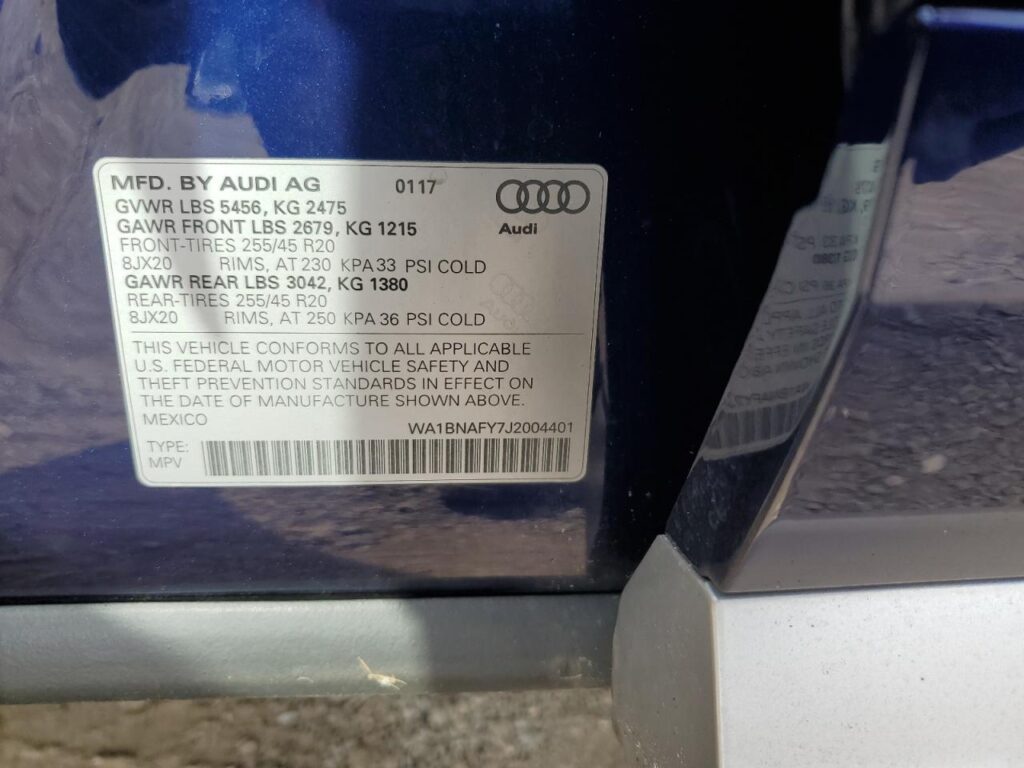 MFD. BY AUDI AG 0117
GVWR LBS 5456, KG 2475
GAWR FRONT LBS 2679, KG 1215
Audi
FRONT-TIRES 255/45 R20
8JX20 RIMS, AT 230 KPA 33 PSI COLD
GAWR REAR LBS 3042, KG 1380
REAR-TIRES 255/45 R20
8JX20 RIMS, AT 250 KPA 36 PSI COLD
THIS VEHICLE CONFORMS TO ALL APPLICABLE
U.S. FEDERAL MOTOR VEHICLE SAFETY AND
THEFT PREVENTION STANDARDS IN EFFECT ON
THE DATE OF MANUFACTURE SHOWN ABOVE.
MEXICO
WA1BNAFY7J2004401
TYPE:
MPV